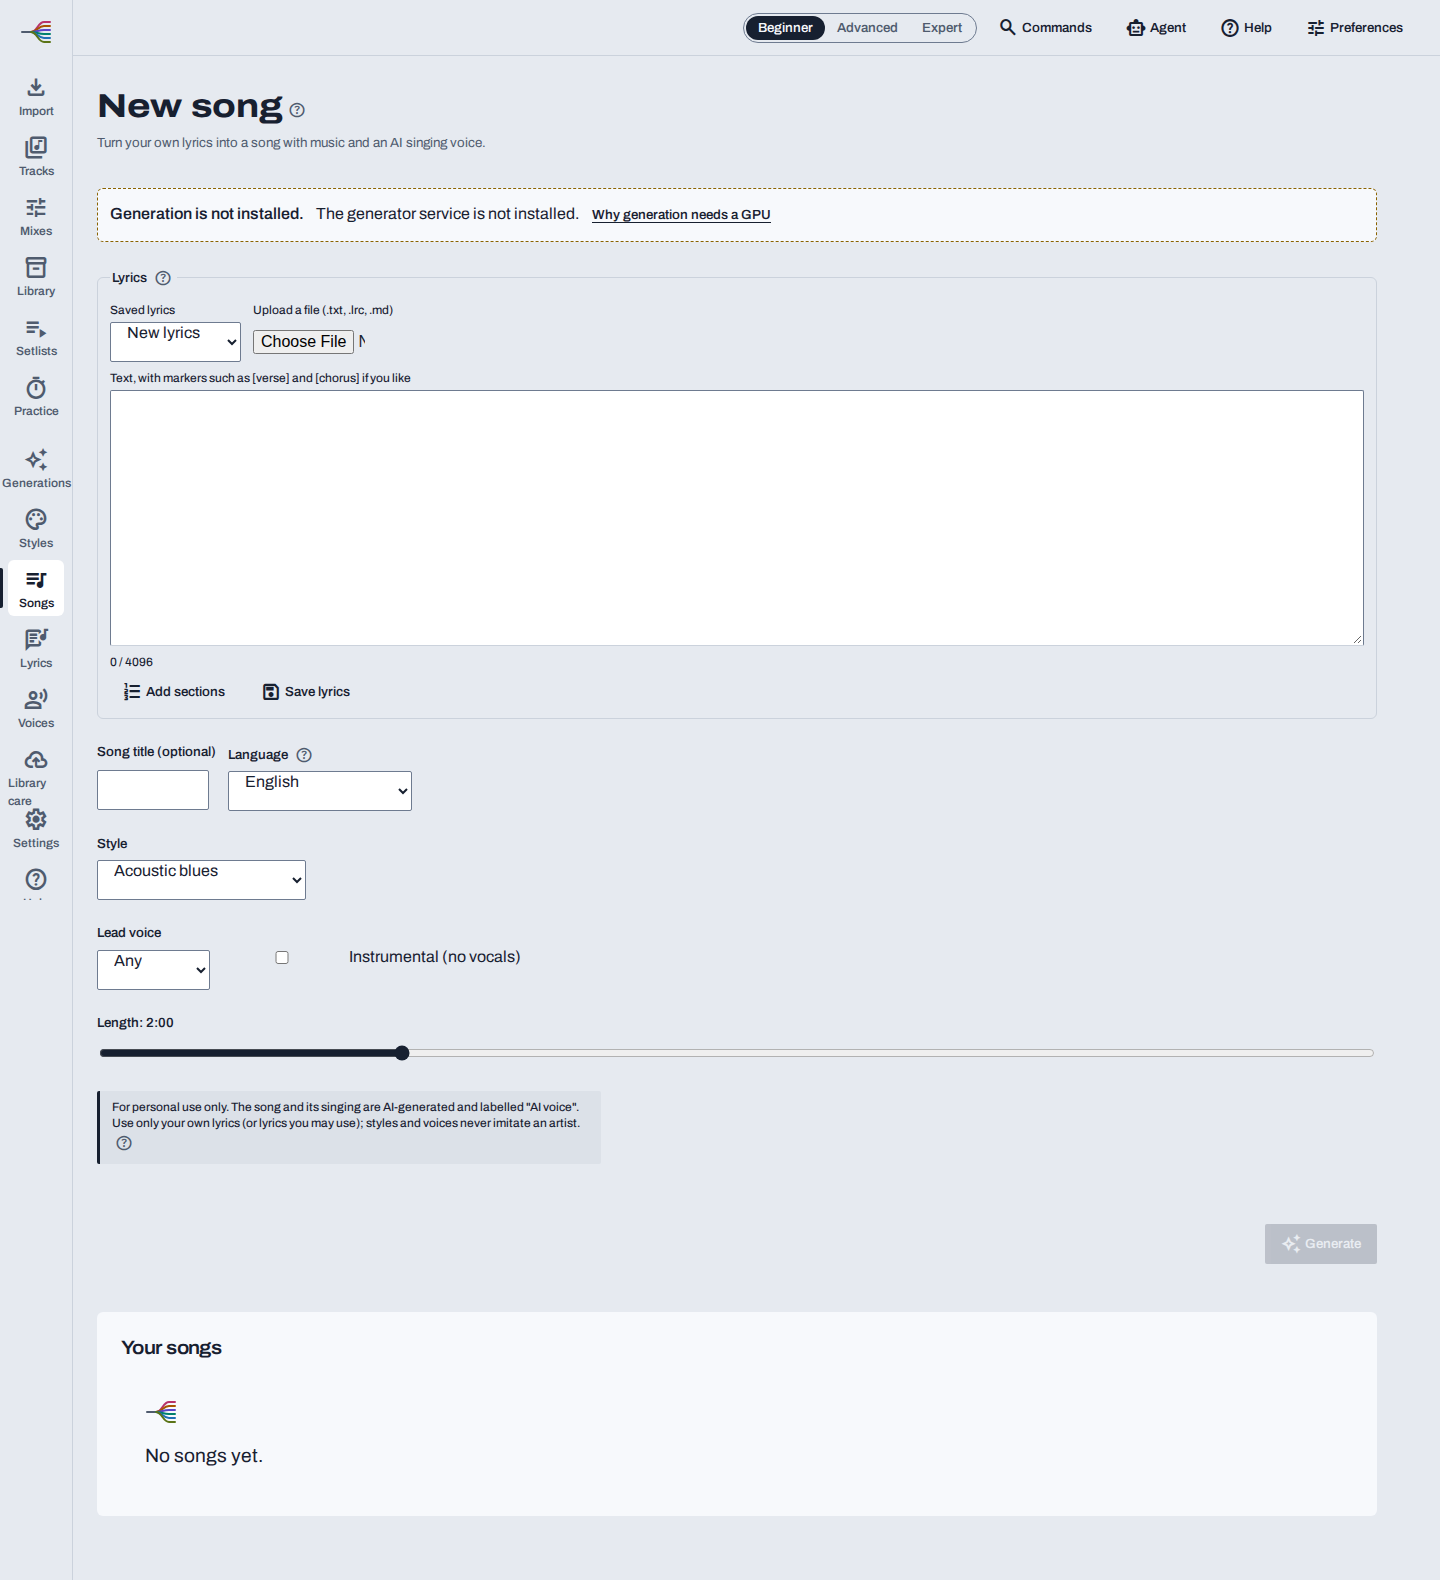 Beginner
Advanced
Expert
Commands
Agent
Help
Preferences
Import
Tracks
Mixes
Library
Setlists
Practice
Generations
Styles
Songs
Lyrics
Voices
Library
care
Settings
New song
Turn your own lyrics into a song with music and an AI singing voice.
Generation is not installed. The generator service is not installed. Why generation needs a GPU
Lyrics
Saved lyrics
Upload a file (.txt, .lrc, .md)
New lyrics
Choose File
Text, with markers such as [verse] and [chorus] if you like
0 / 4096
Add sections
Save lyrics
Song title (optional)
Language
English
Style
Acoustic blues
Lead voice
Any
Instrumental (no vocals)
Length: 2:00
For personal use only. The song and its singing are AI-generated and labelled "AI voice".
Use only your own lyrics (or lyrics you may use); styles and voices never imitate an artist.
Generate
Your songs
No songs yet.